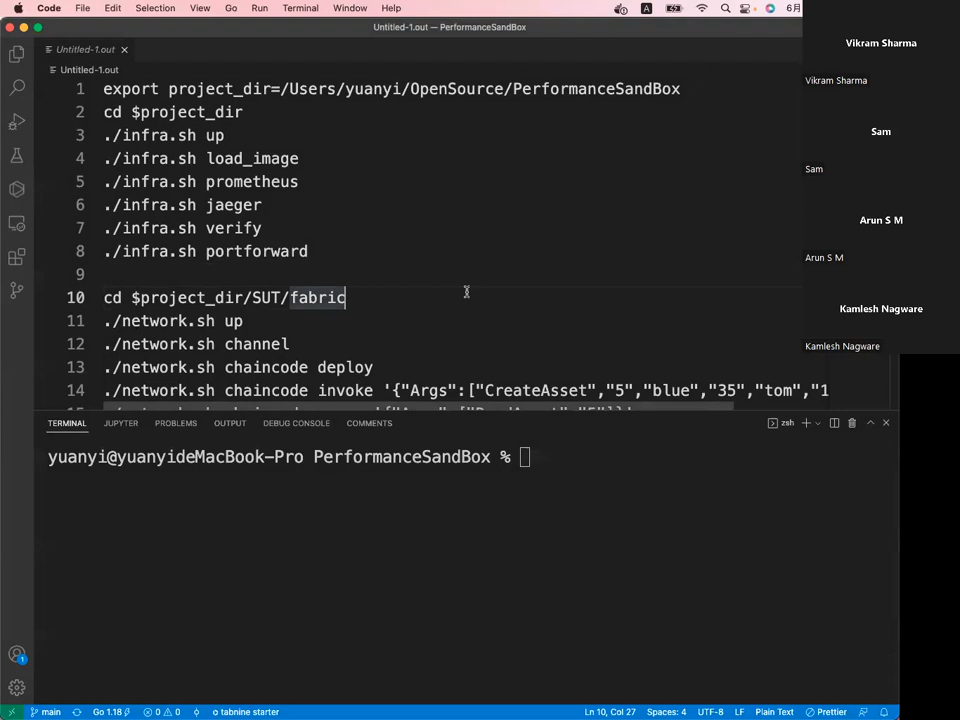 Code File Edit Selection View Go Run Terminal Window Help A 6月
Untitled-1.out — PerformanceSandBox
Untitled-1.out
Untitled-1.out
1 export project_dir=/Users/yuanyi/OpenSource/PerformanceSandBox
2 cd $project_dir
3 ./infra.sh up
4 ./infra.sh load_image
5 ./infra.sh prometheus
6 ./infra.sh jaeger
7 ./infra.sh verify
8 ./infra.sh portforward
9
10 cd $project_dir/SUT/fabric
11 ./network.sh up
12 ./network.sh channel
13 ./network.sh chaincode deploy
14 ./network.sh chaincode invoke '{"Args":["CreateAsset","5","blue","35","tom","1
Vikram Sharma
Vikram Sharma
Sam
Sam
Arun S M
Arun S M
Kamlesh Nagware
Kamlesh Nagware
TERMINAL JUPYTER PROBLEMS OUTPUT DEBUG CONSOLE COMMENTS zsh
yuanyi@yuanyideMacBook-Pro PerformanceSandBox %
1
main Go 1.18 0 0 tabnine starter Ln 10, Col 27 Spaces: 4 UTF-8 LF Plain Text Prettier